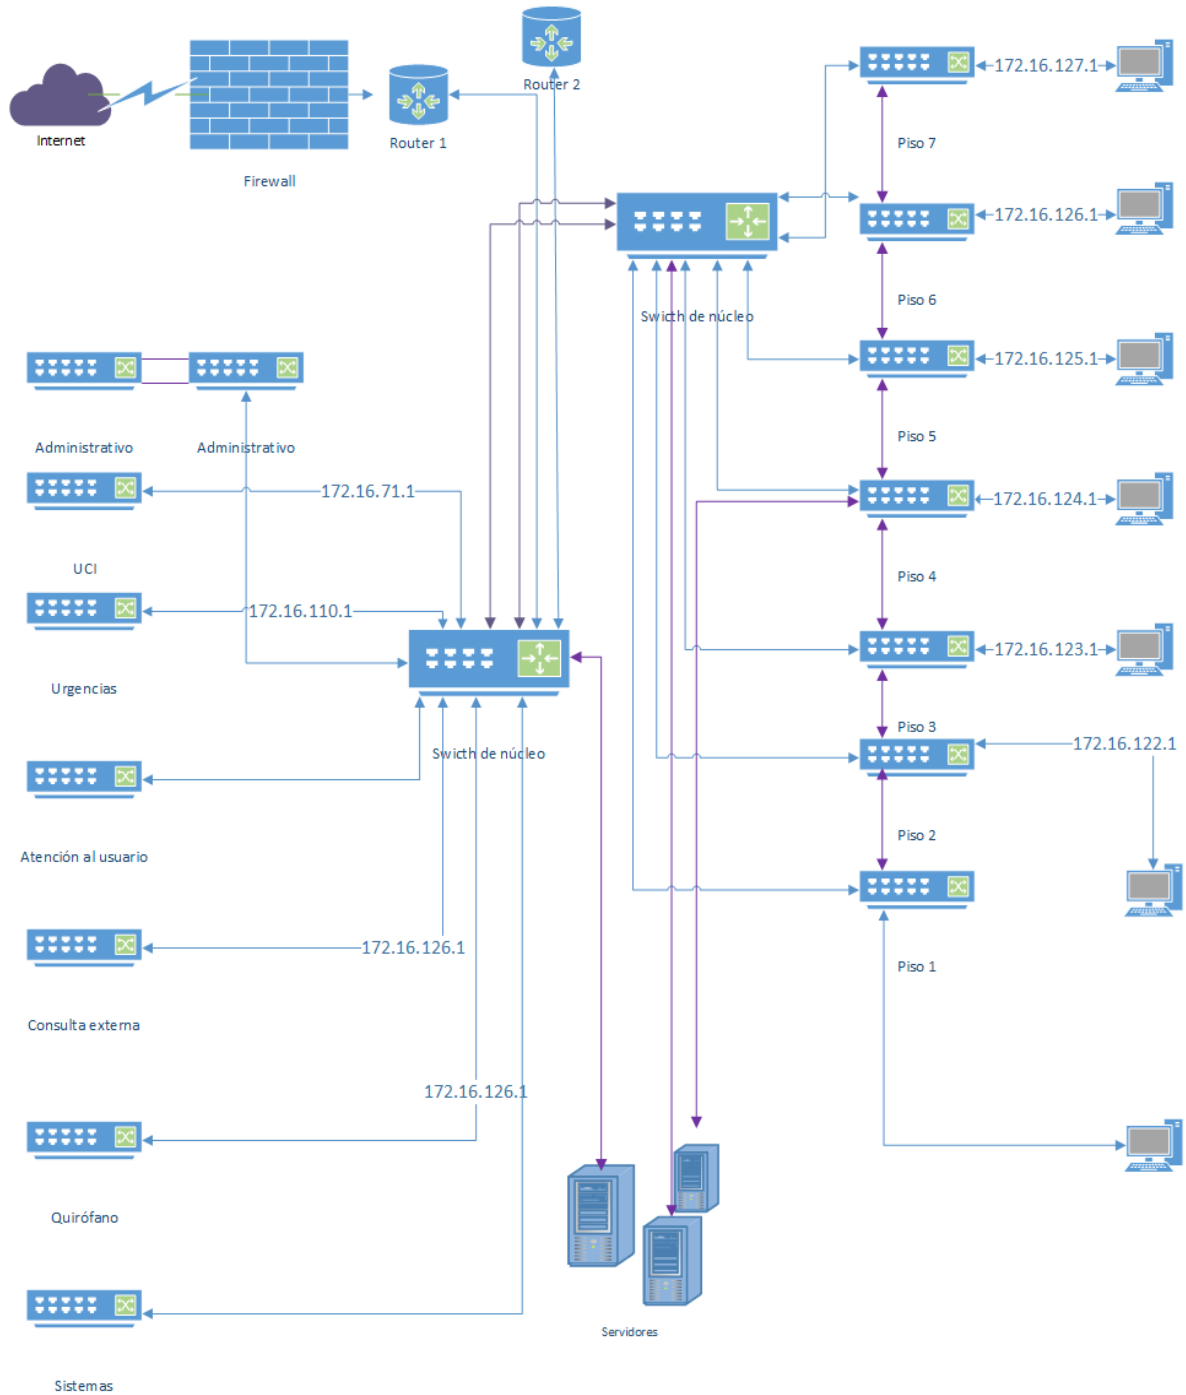 Router 2
Internet
Router 1
Firewall
172.16.127.1
Piso 7
172.16.126.1
Piso 6
Swicth de núcleo
172.16.125.1
Piso 5
Administrativo
Administrativo
172.16.71.1
172.16.124.1
UCI
Piso 4
172.16.110.1
172.16.123.1
Urgencias
Piso 3
172.16.122.1
Swicth de núcleo
Piso 2
Atención al usuario
172.16.126.1
Piso 1
Consulta externa
172.16.126.1
Quirófano
Servidores
Sistemas